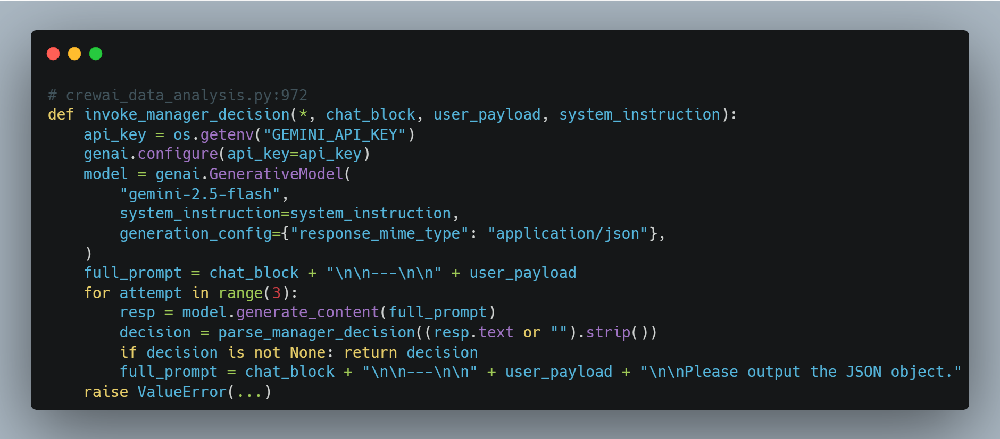 # crewai_data_analysis.py:972
def invoke_manager_decision(*, chat_block, user_payload, system_instruction):
    api_key = os.getenv("GEMINI_API_KEY")
    genai.configure(api_key=api_key)
    model = genai.GenerativeModel(
        "gemini-2.5-flash",
        system_instruction=system_instruction,
        generation_config={"response_mime_type": "application/json"},
    )
    full_prompt = chat_block + "\n\n---\n\n" + user_payload
    for attempt in range(3):
        resp = model.generate_content(full_prompt)
        decision = parse_manager_decision((resp.text or "").strip())
        if decision is not None: return decision
        full_prompt = chat_block + "\n\n---\n\n" + user_payload + "\n\nPlease output the JSON object."
    raise ValueError(...)